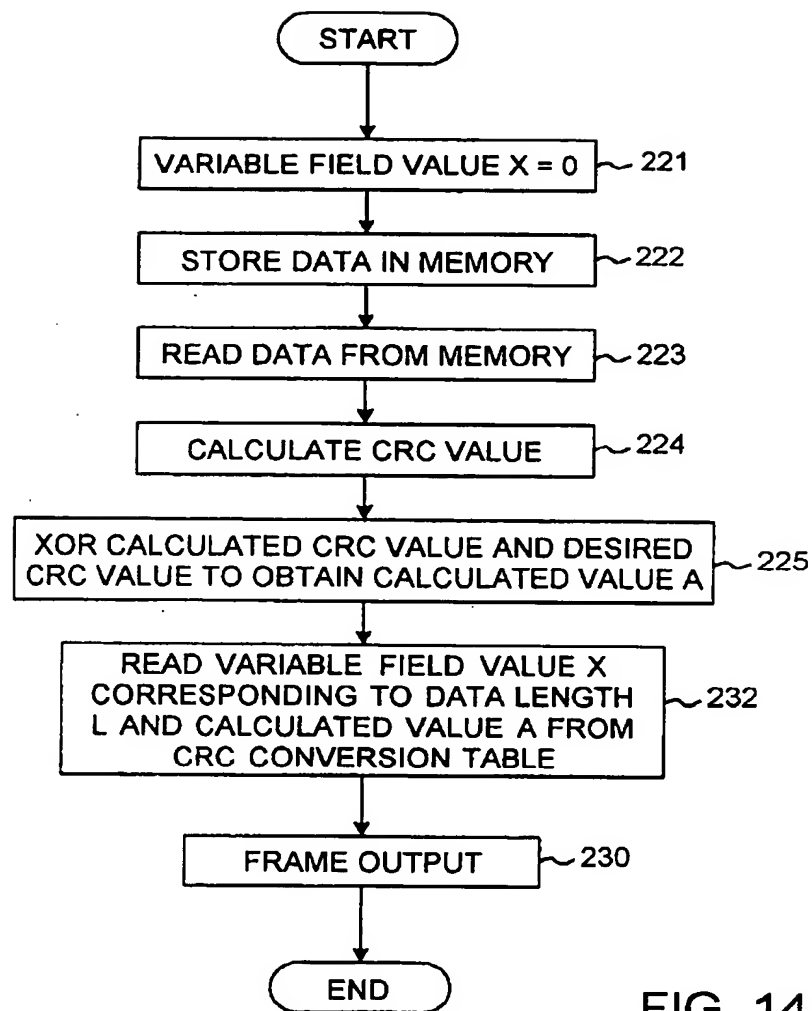 START
VARIABLE FIELD VALUE X = 0
221
STORE DATA IN MEMORY
222
READ DATA FROM MEMORY
223
CALCULATE CRC VALUE
224
XOR CALCULATED CRC VALUE AND DESIRED
CRC VALUE TO OBTAIN CALCULATED VALUE A
225
READ VARIABLE FIELD VALUE X
CORRESPONDING TO DATA LENGTH
L AND CALCULATED VALUE A FROM
CRC CONVERSION TABLE
232
FRAME OUTPUT
230
END
FIG. 14